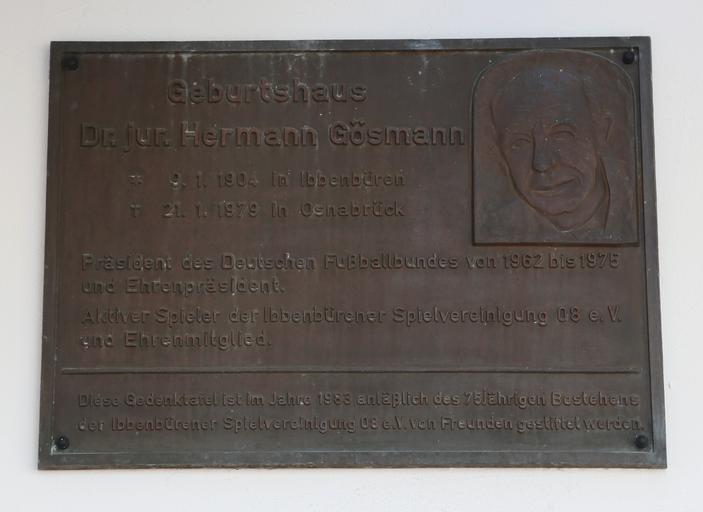 Geburtshaus
Dr. jur. Hermann Gösmann
* 9. 1. 1904 in Ibbenbüren
† 21. 1. 1979 in Osnabrück
Präsident des Deutschen Fußballbundes von 1962 bis 1975
und Ehrenpräsident.
Aktiver Spieler der Ibbenbürener Spielvereinigung 08 e. V.
und Ehrenmitglied.
Diese Gedenktafel ist im Jahre 1983 anläßlich des 75jährigen Bestehens
der Ibbenbürener Spielvereinigung 08 e.V. von Freunden gestiftet worden.